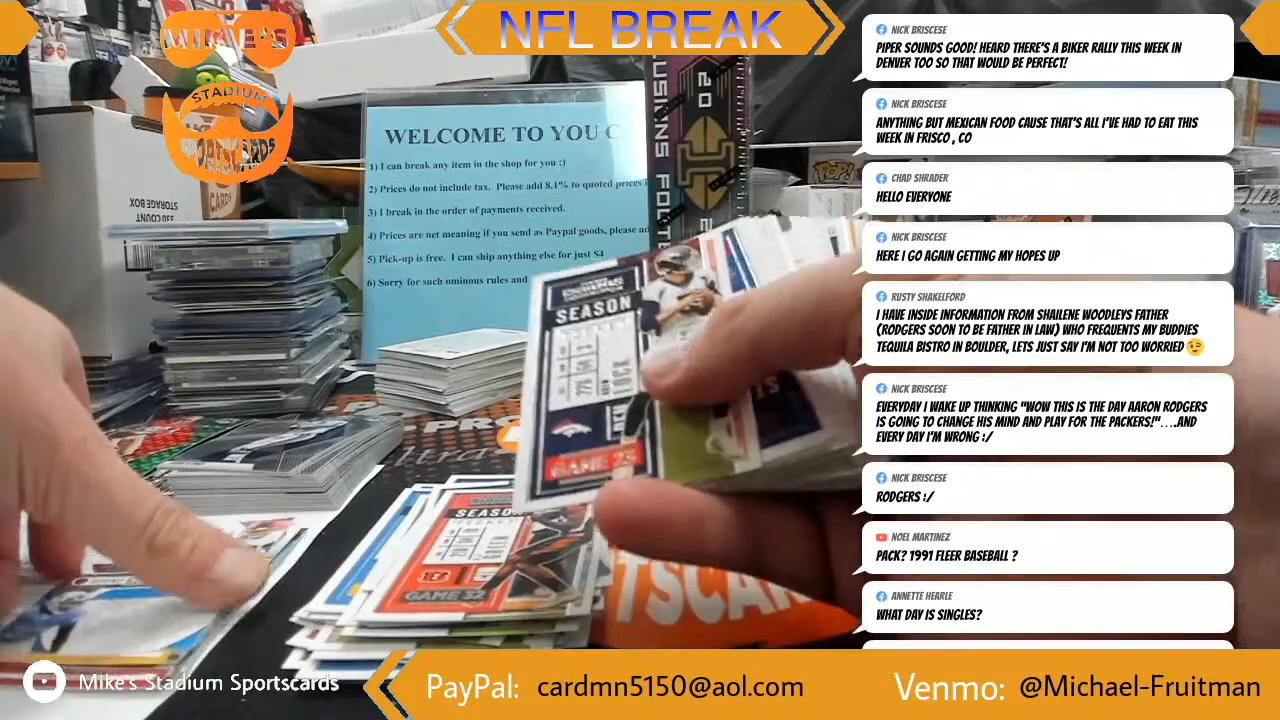 NFL BREAK
MIKE'S
STADIUM
SPORTSCARDS
WELCOME TO YOU C
1) I can break any item in the shop for you :)
2) Prices do not include tax. Please add 8.1% to quoted prices
3) I break in the order of payments received.
4) Prices are net meaning if you send as Paypal goods, please ad
5) Pick-up is free. I can ship anything else for just $4
6) Sorry for such ominous rules and
STORAGE BOX
CARDS
SEASON
LOCK
SEASON
GREEN
GAME 32
TSCAR
NICK BRISCESE
PIPER SOUNDS GOOD! HEARD THERE'S A BIKER RALLY THIS WEEK IN
DENVER TOO SO THAT WOULD BE PERFECT!
NICK BRISCESE
ANYTHING BUT MEXICAN FOOD CAUSE THAT'S ALL I'VE HAD TO EAT THIS
WEEK IN FRISCO , CO
CHAD SHRADER
HELLO EVERYONE
NICK BRISCESE
HERE I GO AGAIN GETTING MY HOPES UP
RUSTY SHAKELFORD
I HAVE INSIDE INFORMATION FROM SHAILENE WOODLEYS FATHER
(RODGERS SOON TO BE FATHER IN LAW) WHO FREQUENTS MY BUDDIES
TEQUILA BISTRO IN BOULDER, LETS JUST SAY I'M NOT TOO WORRIED😉
NICK BRISCESE
EVERYDAY I WAKE UP THINKING "WOW THIS IS THE DAY AARON RODGERS
IS GOING TO CHANGE HIS MIND AND PLAY FOR THE PACKERS!"....AND
EVERY DAY I'M WRONG :/
NICK BRISCESE
RODGERS :/
NOEL MARTINEZ
PACK? 1991 FLEER BASEBALL ?
ANNETTE HEARLE
WHAT DAY IS SINGLES?
Mike's Stadium Sportscards
PayPal: cardmn5150@aol.com
Venmo: @Michael-Fruitman